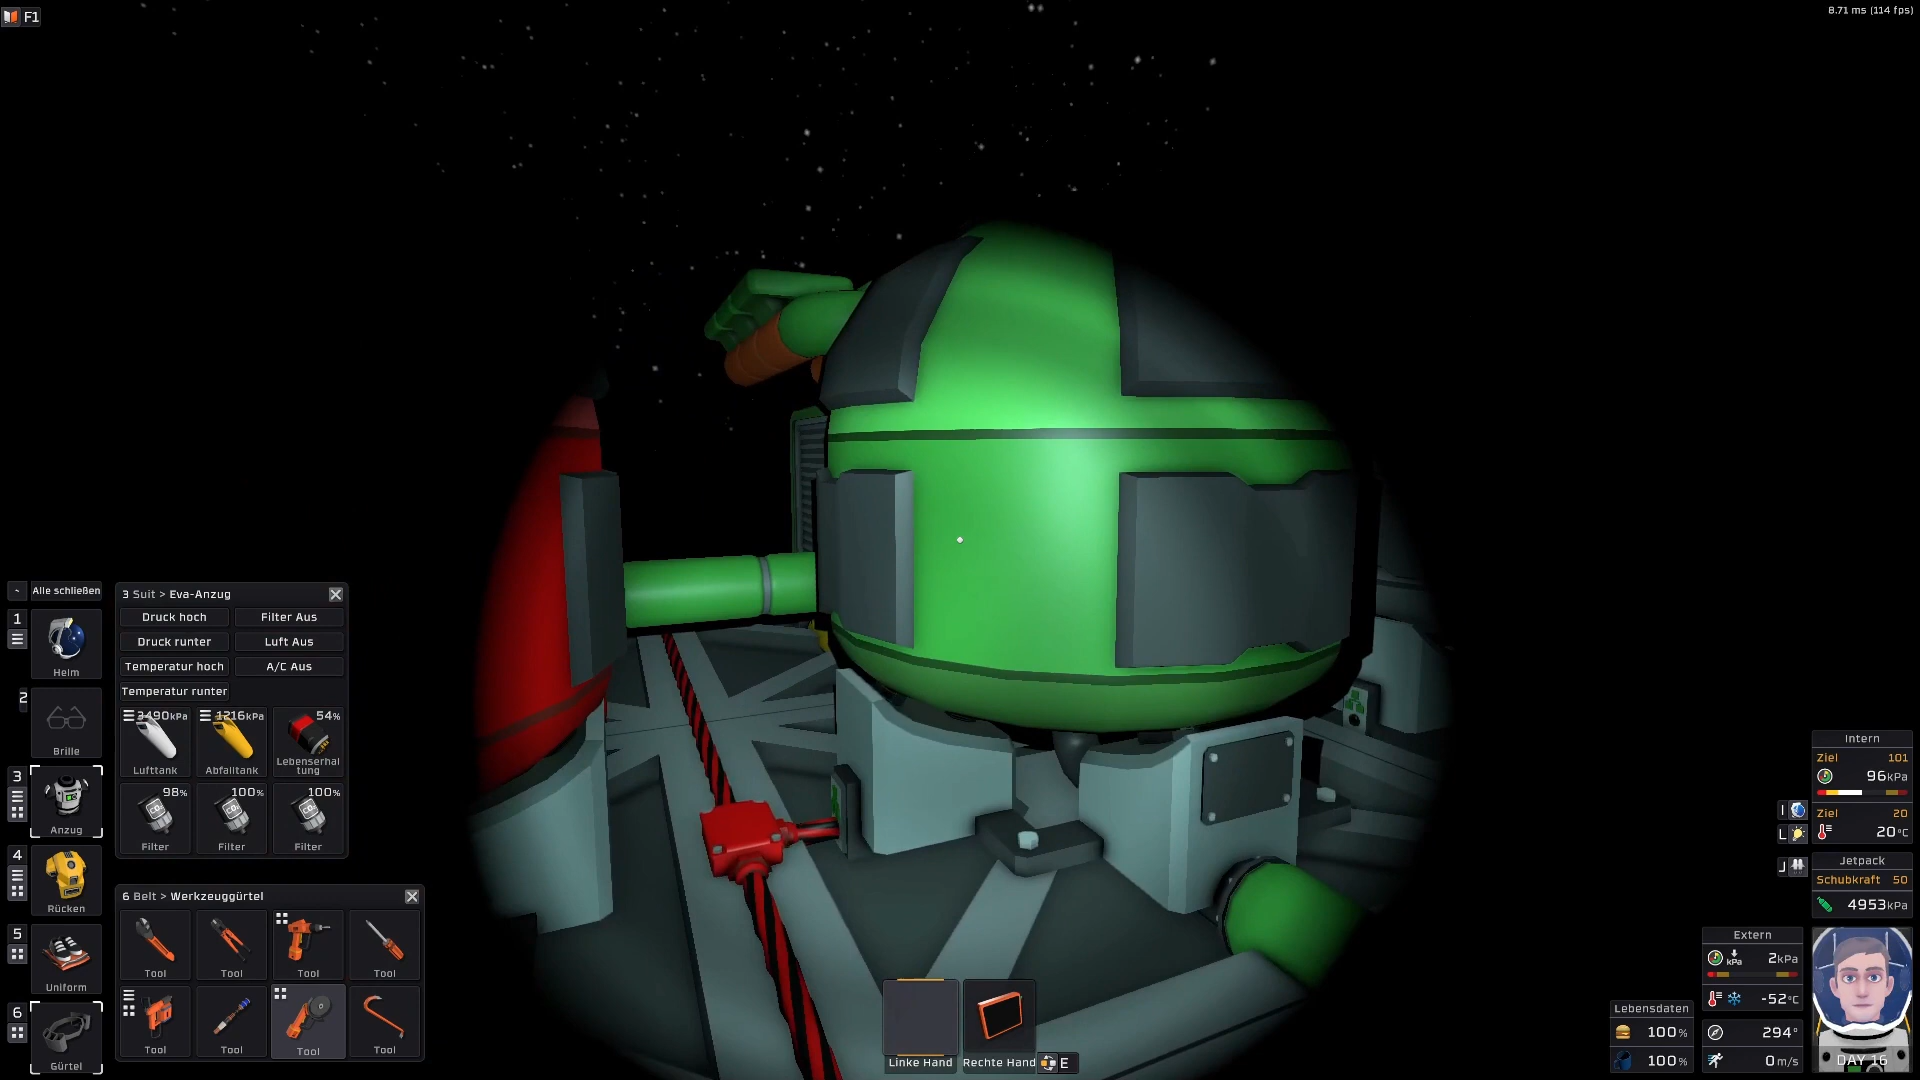 F1
8.71 ms (114 fps)
~ Alle schließen
1
Helm
2
Brille
3
Anzug
4
Rücken
5
Uniform
6
Gürtel
3 Suit > Eva-Anzug
Druck hoch
Filter Aus
Druck runter
Luft Aus
Temperatur hoch
A/C Aus
Temperatur runter
3490kPa
Lufttank
1216kPa
Abfalltank
54%
Lebenserhaltung
98%
Filter
100%
Filter
100%
Filter
6 Belt > Werkzeuggürtel
Tool
Tool
Tool
Tool
Tool
Tool
Tool
Tool
Linke Hand
Rechte Hand
E
Intern
Ziel 101
96kPa
Ziel 20
20°C
I
L
J
Jetpack
Schubkraft 50
4953kPa
Extern
kPa
2kPa
-52°C
294°
0m/s
Lebensdaten
100%
100%
DAY 16